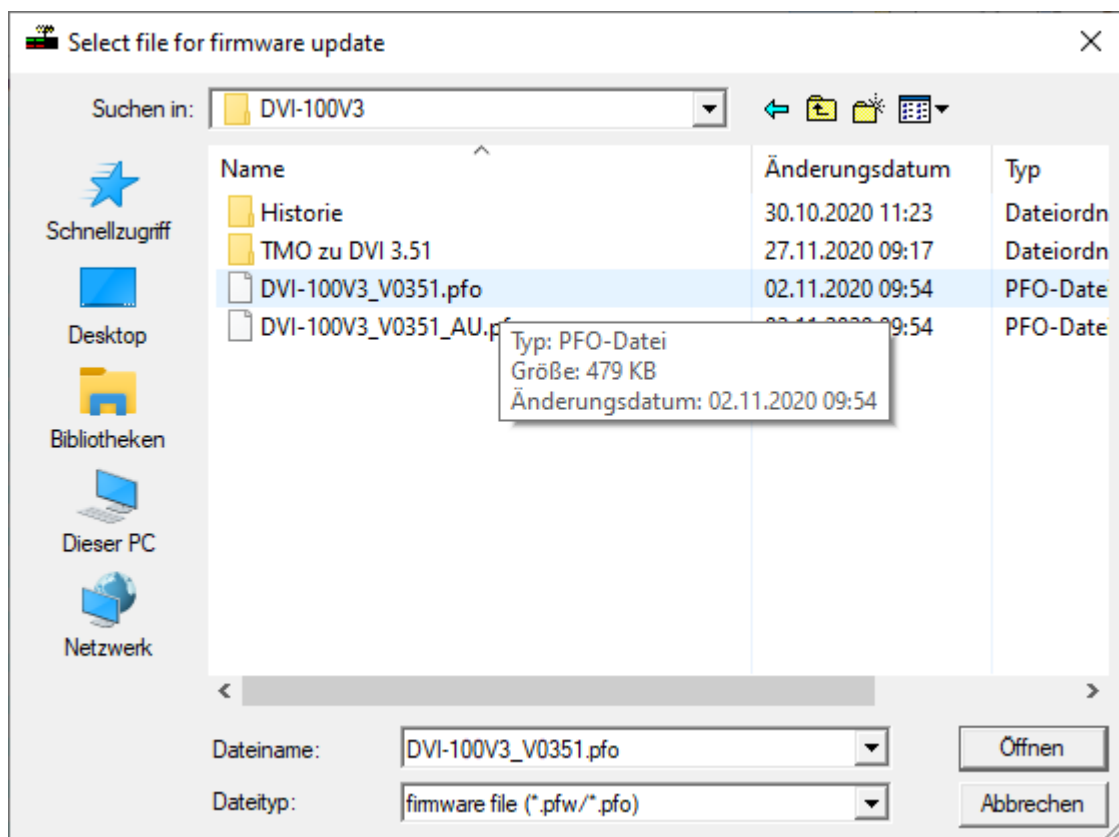 Select file for firmware update
Suchen in: DVI-100V3
Name Änderungsdatum Typ
Historie 30.10.2020 11:23 Dateiordn
TMO zu DVI 3.51 27.11.2020 09:17 Dateiordn
DVI-100V3_V0351.pfo 02.11.2020 09:54 PFO-Date
DVI-100V3_V0351_AU.pf 9:54 PFO-Date
Typ: PFO-Datei
Größe: 479 KB
Änderungsdatum: 02.11.2020 09:54
Schnellzugriff
Desktop
Bibliotheken
Dieser PC
Netzwerk
Dateiname: DVI-100V3_V0351.pfo Öffnen
Dateityp: firmware file (*.pfw/*.pfo) Abbrechen